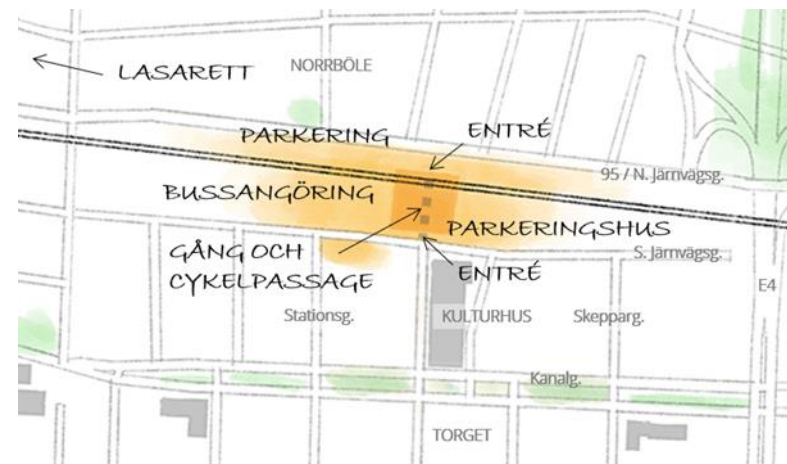 LASARETT
NORRBÖLE
PARKERING
ENTRÉ
95 / N. Järnvägsg.
BUSSANGÖRING
PARKERINGSHUS
GÅNG OCH
CYKELPASSAGE
S. Järnvägsg.
ENTRÉ
E4
Stationsg.
KULTURHUS
Skepparg.
Kanalg.
TORGET